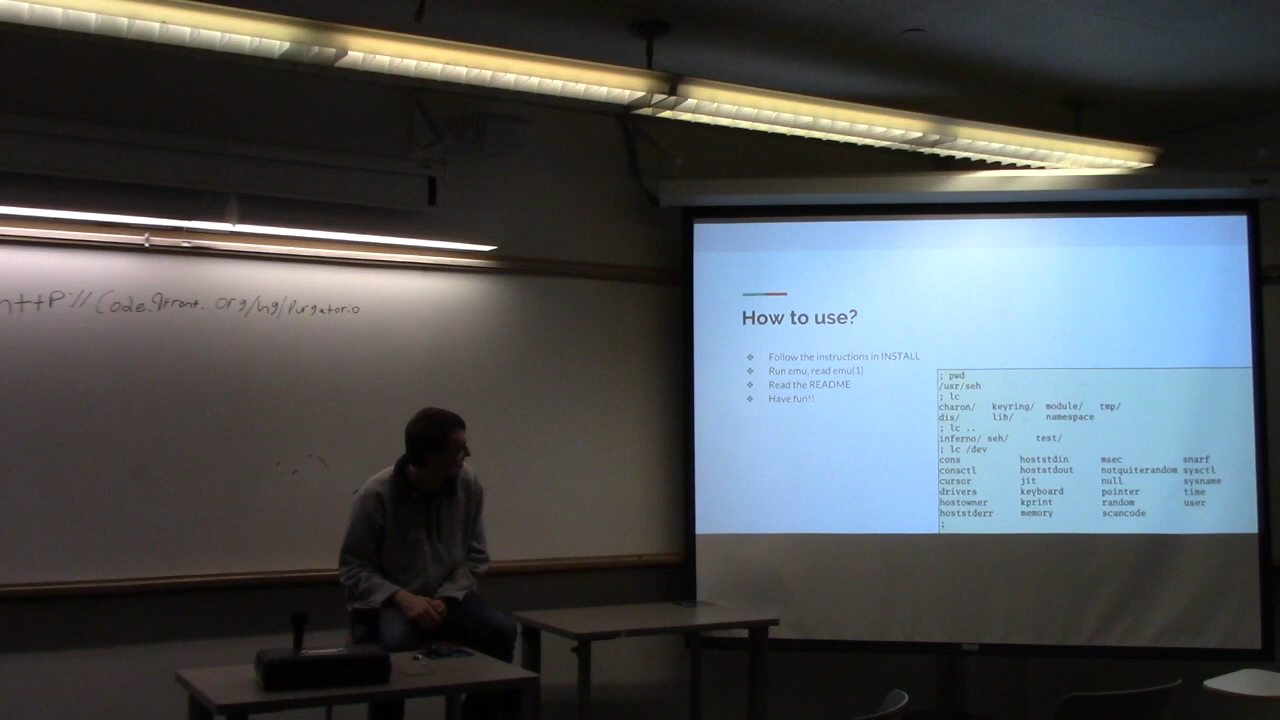 http://code.9front.org/hg/purgatorio
How to use?
❖ Follow the instructions in INSTALL
❖ Run emu, read emu(1)
❖ Read the README
❖ Have fun!!
; pwd
/usr/seh
; lc
charon/ keyring/ module/ tmp/
dis/ lib/ namespace
; lc ..
inferno/ seh/ test/
; lc /dev
cons hoststdin msec snarf
consctl hoststdout notquiterandom sysctl
cursor jit null sysname
drivers keyboard pointer time
hostowner kprint random user
hoststderr memory scancode
;